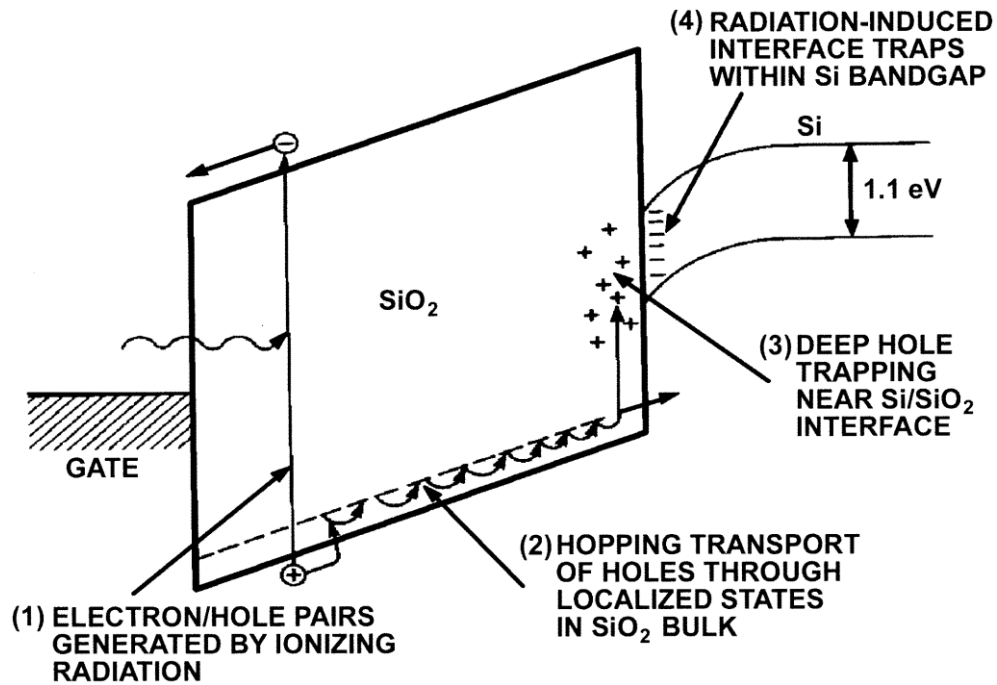 (4) RADIATION-INDUCED
INTERFACE TRAPS
WITHIN Si BANDGAP
Si
1.1 eV
SiO₂
(3) DEEP HOLE
TRAPPING
NEAR Si/SiO₂
INTERFACE
GATE
(2) HOPPING TRANSPORT
OF HOLES THROUGH
LOCALIZED STATES
IN SiO₂ BULK
(1) ELECTRON/HOLE PAIRS
GENERATED BY IONIZING
RADIATION